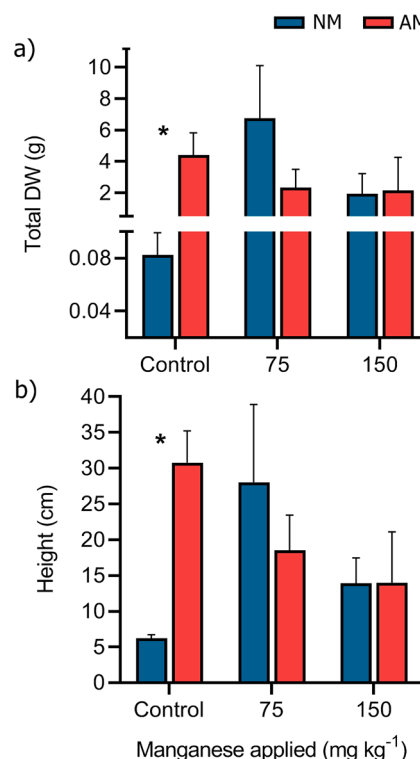 NM AM
a)
Total DW (g)
10
8
6
4
2
0.08
0.04
*
Control 75 150
b)
Height (cm)
40
35
30
25
20
15
10
5
0
*
Control 75 150
Manganese applied (mg kg⁻¹)